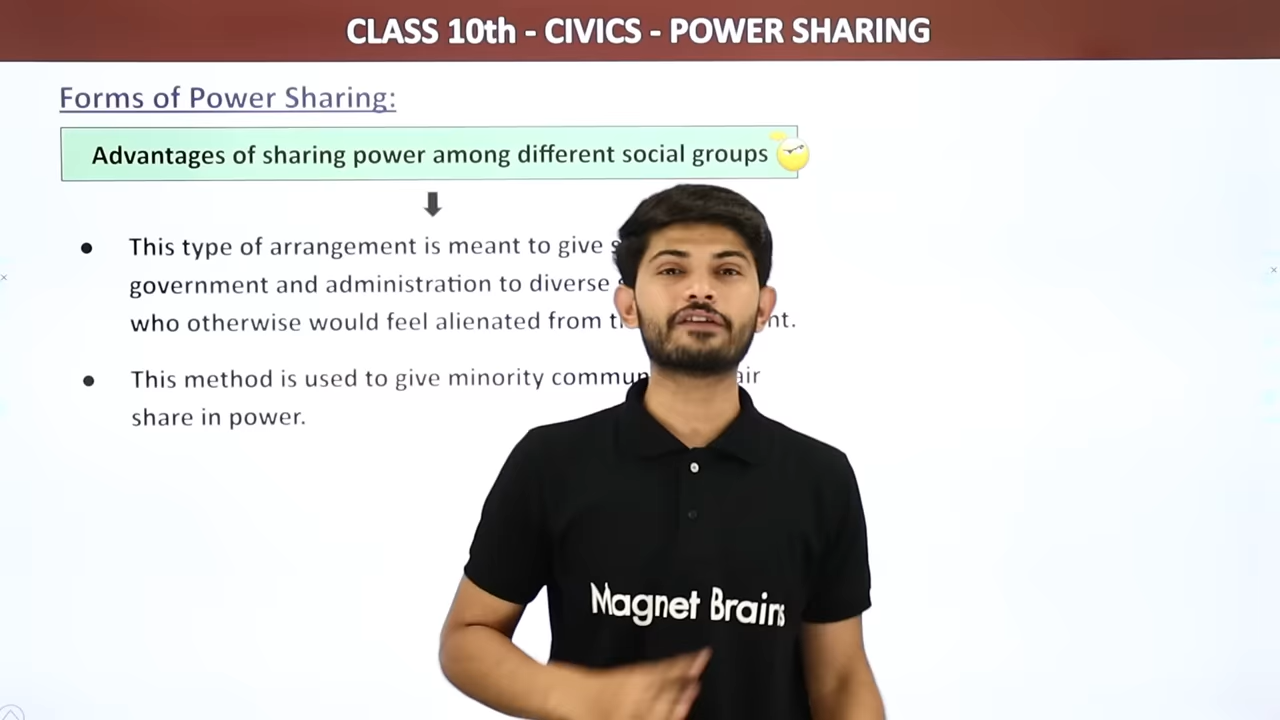 CLASS 10th - CIVICS - POWER SHARING
Forms of Power Sharing:
Advantages of sharing power among different social groups
This type of arrangement is meant to give
government and administration to diverse
who otherwise would feel alienated from
This method is used to give minority
share in power.
Magnet Brains